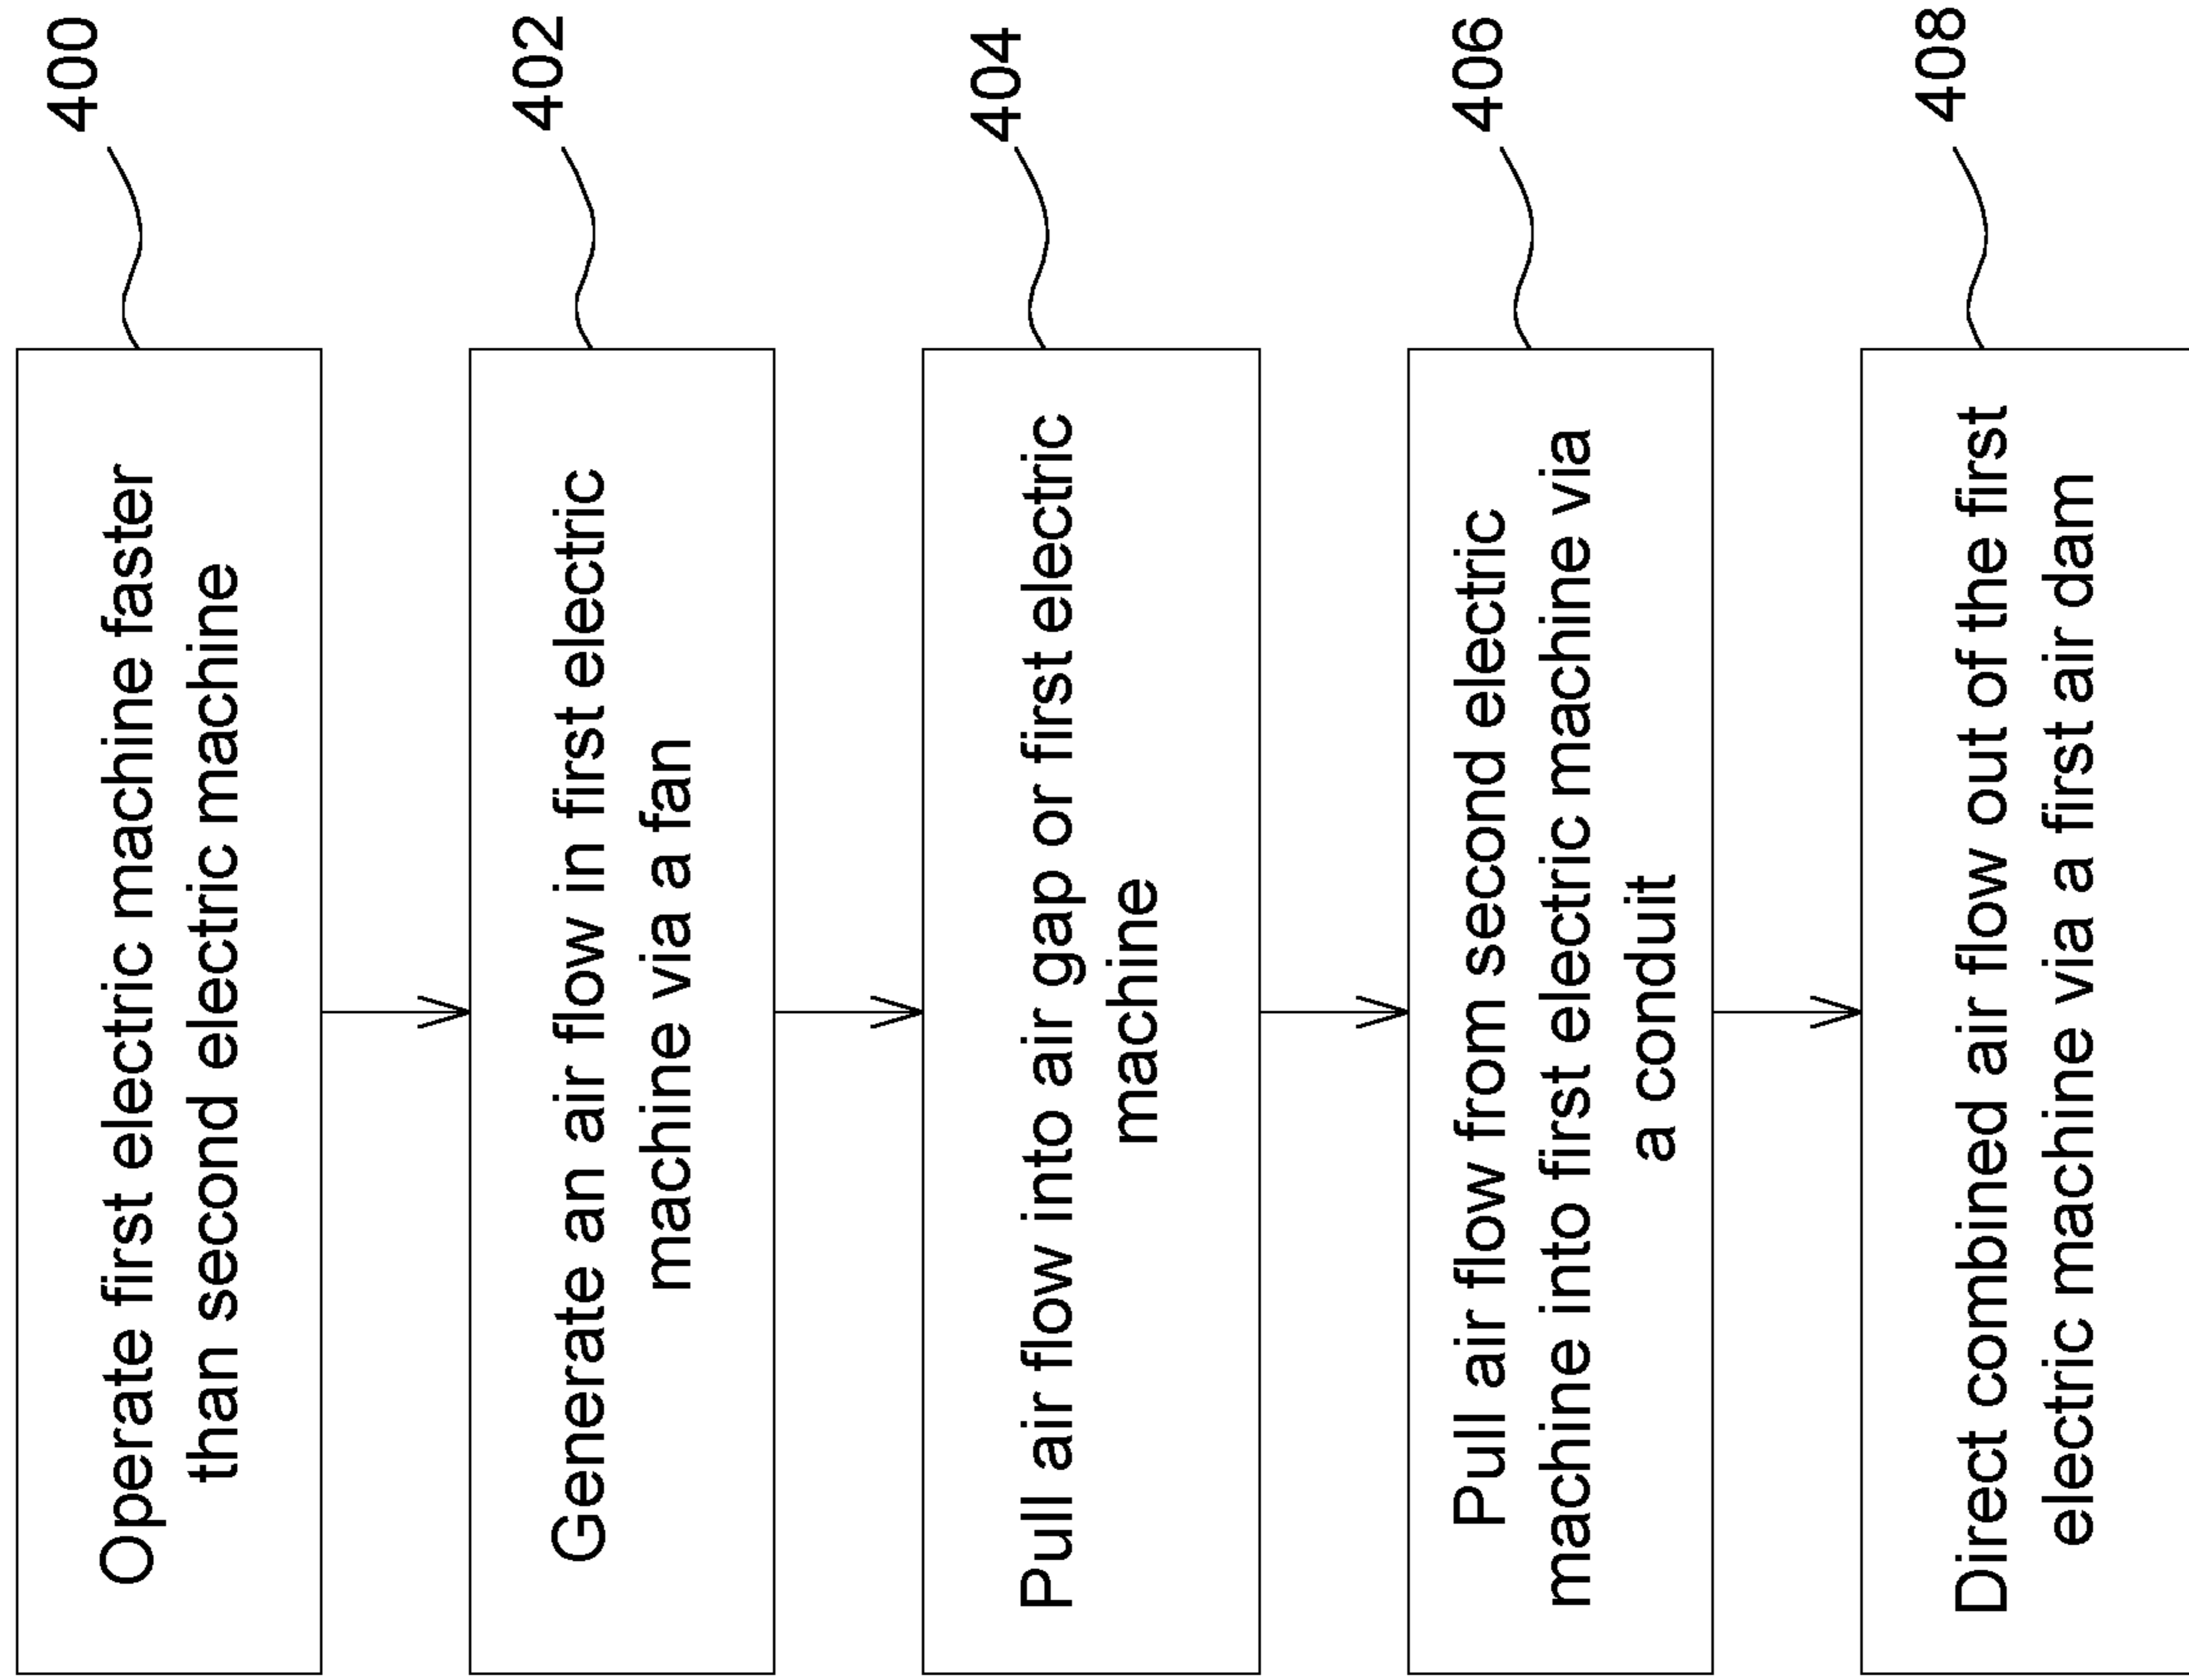 Operate first electric machine faster
than second electric machine
400
Generate an air flow in first electric
machine via a fan
402
Pull air flow into air gap or first electric
machine
404
Pull air flow from second electric
machine into first electric machine via
a conduit
406
Direct combined air flow out of the first
electric machine via a first air dam
408